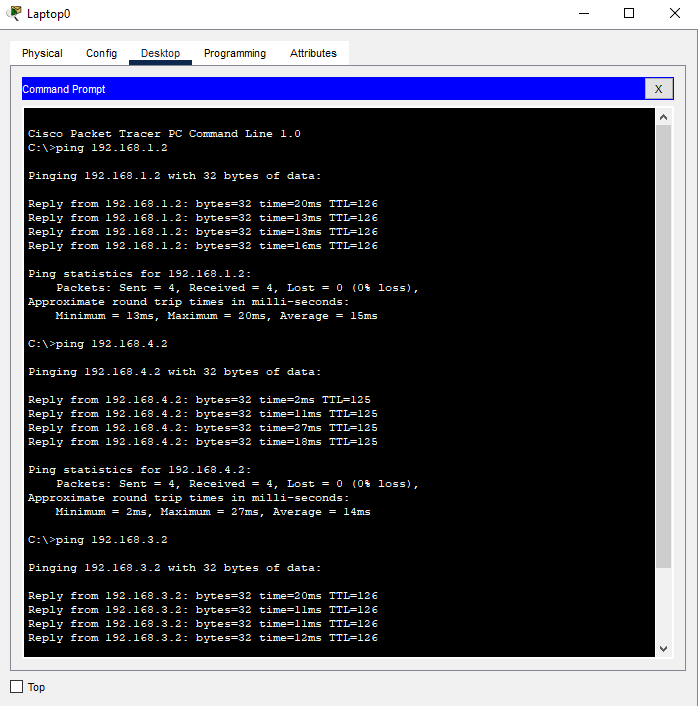 Laptop0
Physical Config Desktop Programming Attributes
Command Prompt X
Cisco Packet Tracer PC Command Line 1.0
C:\>ping 192.168.1.2
Pinging 192.168.1.2 with 32 bytes of data:
Reply from 192.168.1.2: bytes=32 time=20ms TTL=126
Reply from 192.168.1.2: bytes=32 time=13ms TTL=126
Reply from 192.168.1.2: bytes=32 time=13ms TTL=126
Reply from 192.168.1.2: bytes=32 time=16ms TTL=126
Ping statistics for 192.168.1.2:
Packets: Sent = 4, Received = 4, Lost = 0 (0% loss),
Approximate round trip times in milli-seconds:
Minimum = 13ms, Maximum = 20ms, Average = 15ms
C:\>ping 192.168.4.2
Pinging 192.168.4.2 with 32 bytes of data:
Reply from 192.168.4.2: bytes=32 time=2ms TTL=125
Reply from 192.168.4.2: bytes=32 time=11ms TTL=125
Reply from 192.168.4.2: bytes=32 time=27ms TTL=125
Reply from 192.168.4.2: bytes=32 time=18ms TTL=125
Ping statistics for 192.168.4.2:
Packets: Sent = 4, Received = 4, Lost = 0 (0% loss),
Approximate round trip times in milli-seconds:
Minimum = 2ms, Maximum = 27ms, Average = 14ms
C:\>ping 192.168.3.2
Pinging 192.168.3.2 with 32 bytes of data:
Reply from 192.168.3.2: bytes=32 time=20ms TTL=126
Reply from 192.168.3.2: bytes=32 time=11ms TTL=126
Reply from 192.168.3.2: bytes=32 time=11ms TTL=126
Reply from 192.168.3.2: bytes=32 time=12ms TTL=126
Top